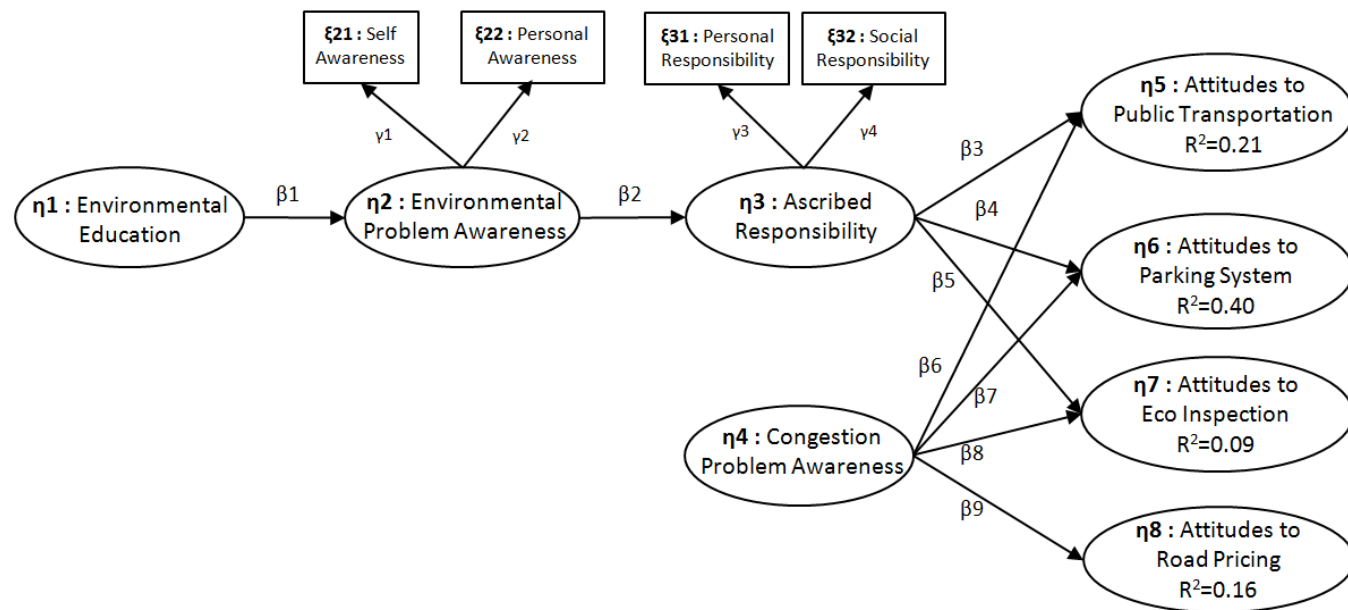 ξ21 : Self
Awareness
ξ22 : Personal
Awareness
ξ31 : Personal
Responsibility
ξ32 : Social
Responsibility
γ1
γ2
γ3
γ4
η1 : Environmental
Education
β1
η2 : Environmental
Problem Awareness
β2
η3 : Ascribed
Responsibility
β3
β4
β5
β6
β7
β8
β9
η4 : Congestion
Problem Awareness
η5 : Attitudes to
Public Transportation
R²=0.21
η6 : Attitudes to
Parking System
R²=0.40
η7 : Attitudes to
Eco Inspection
R²=0.09
η8 : Attitudes to
Road Pricing
R²=0.16